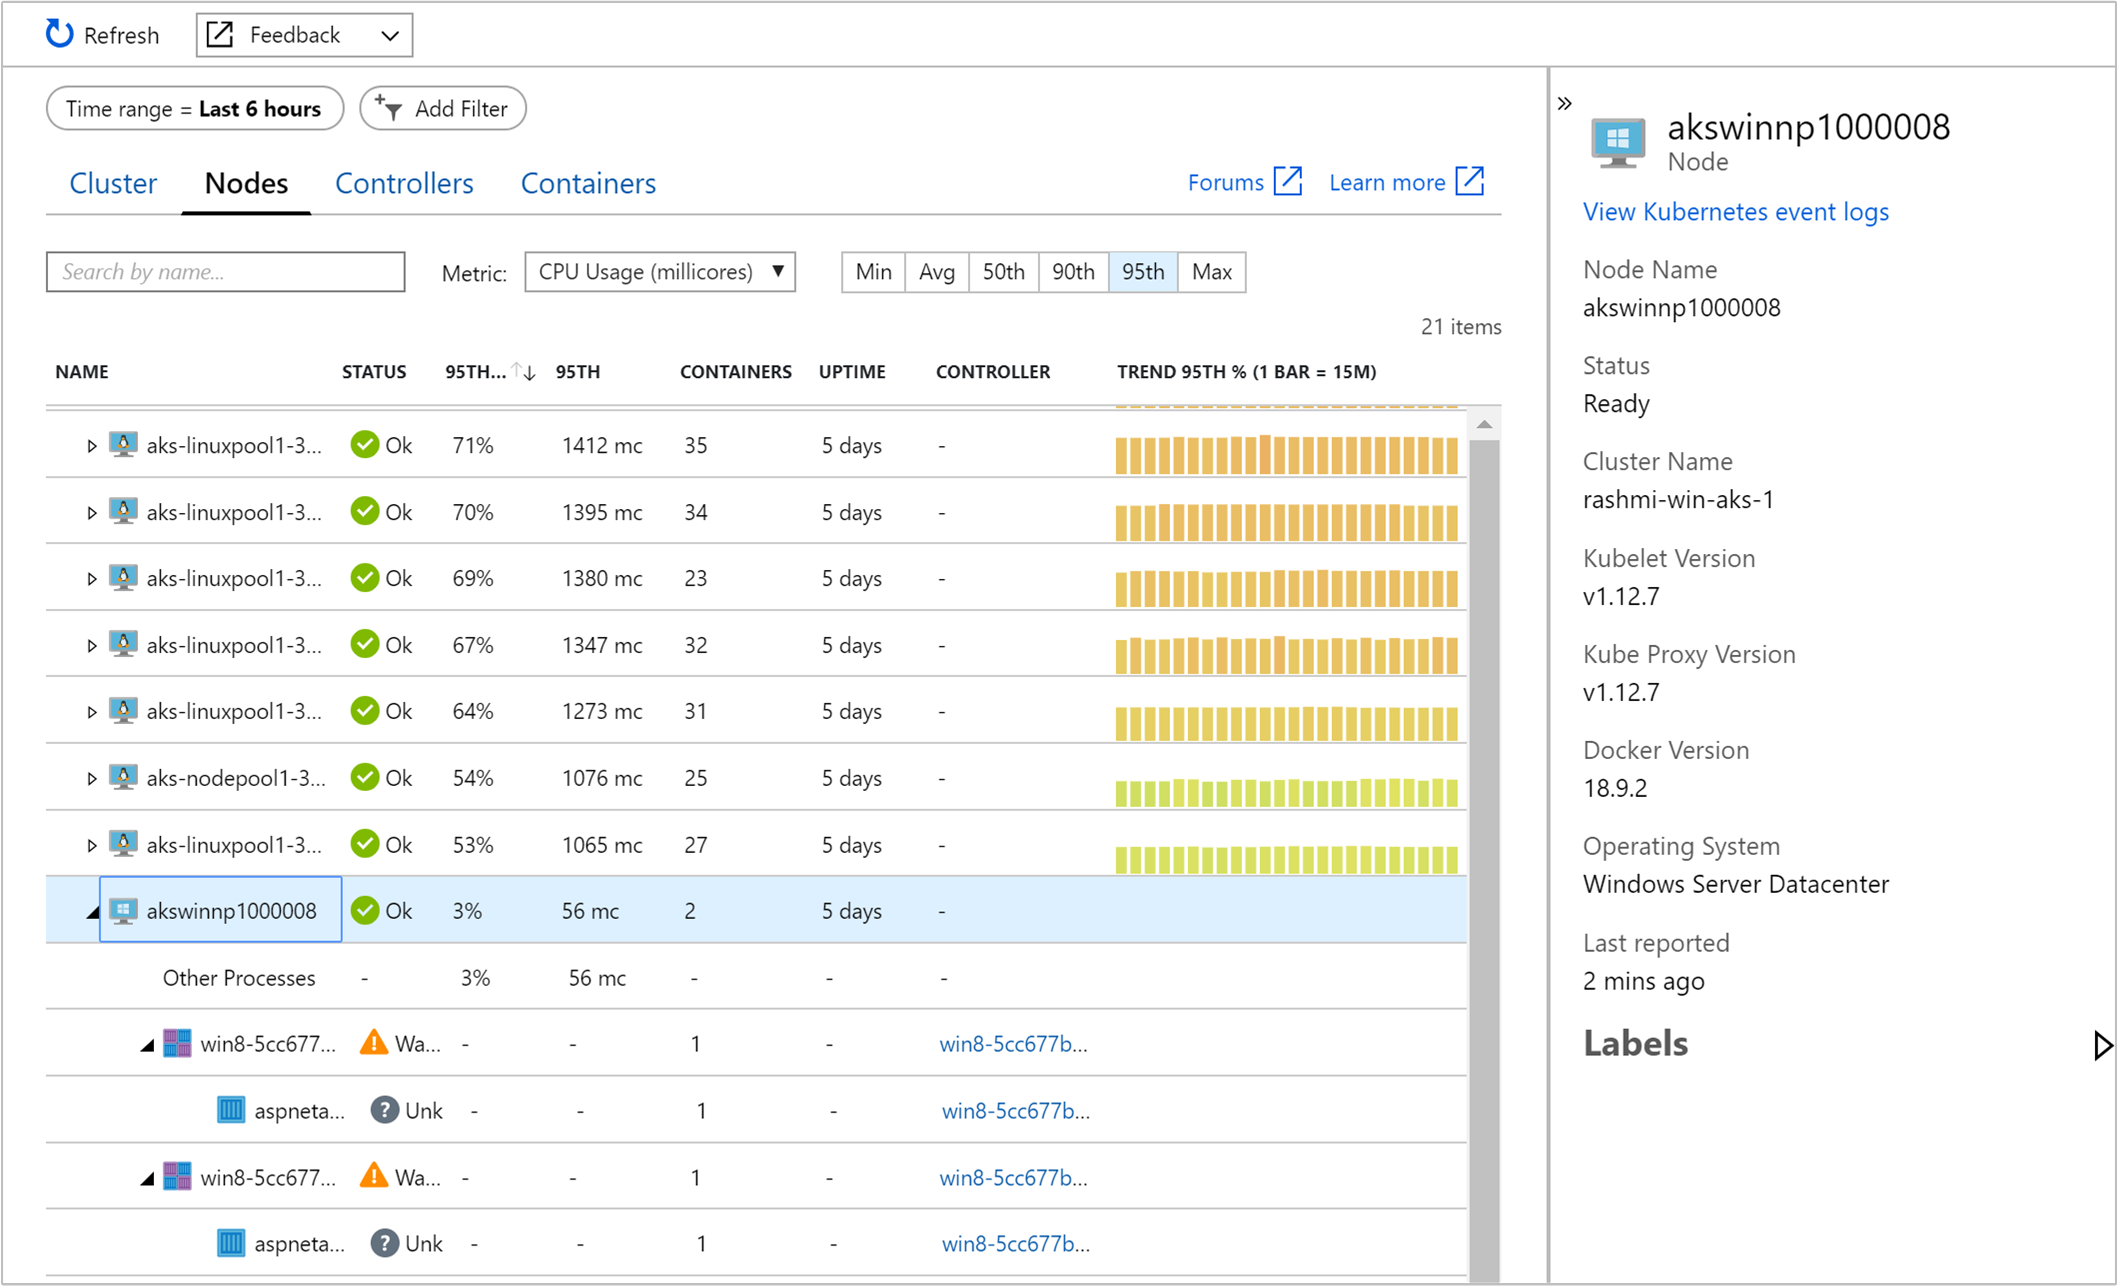 Refresh
Feedback
Time range = Last 6 hours
Add Filter
Cluster Nodes Controllers Containers
Forums Learn more
Search by name...
Metric: CPU Usage (millicores)
Min Avg 50th 90th 95th Max
21 items
NAME STATUS 95TH... 95TH CONTAINERS UPTIME CONTROLLER TREND 95TH % (1 BAR = 15M)
aks-linuxpool1-3... Ok 71% 1412 mc 35 5 days -
aks-linuxpool1-3... Ok 70% 1395 mc 34 5 days -
aks-linuxpool1-3... Ok 69% 1380 mc 23 5 days -
aks-linuxpool1-3... Ok 67% 1347 mc 32 5 days -
aks-linuxpool1-3... Ok 64% 1273 mc 31 5 days -
aks-nodepool1-3... Ok 54% 1076 mc 25 5 days -
aks-linuxpool1-3... Ok 53% 1065 mc 27 5 days -
akswinnp1000008 Ok 3% 56 mc 2 5 days -
Other Processes - 3% 56 mc - - -
win8-5cc677... Wa... - - 1 - win8-5cc677b...
aspneta... Unk - - 1 - win8-5cc677b...
win8-5cc677... Wa... - - 1 - win8-5cc677b...
aspneta... Unk - - 1 - win8-5cc677b...
akswinnp1000008
Node
View Kubernetes event logs
Node Name
akswinnp1000008
Status
Ready
Cluster Name
rashmi-win-aks-1
Kubelet Version
v1.12.7
Kube Proxy Version
v1.12.7
Docker Version
18.9.2
Operating System
Windows Server Datacenter
Last reported
2 mins ago
Labels